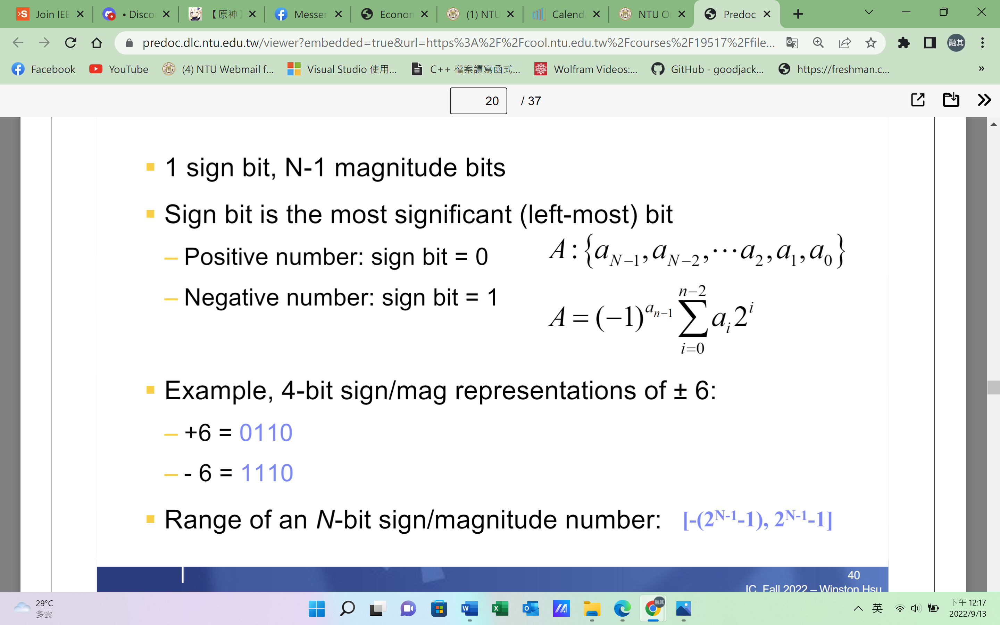 Join IEE
• Disco
【原神】
Messen
Econon
(1) NTU
Calend
NTU O
Predoc
predoc.dlc.ntu.edu.tw/viewer?embedded=true&url=https%3A%2F%2Fcool.ntu.edu.tw%2Fcourses%2F19517%2Ffile...
融其
Facebook
YouTube
(4) NTU Webmail f...
Visual Studio 使用...
C++ 檔案讀寫函式...
Wolfram Videos:...
GitHub - goodjack...
https://freshman.c...
»
20 / 37
1 sign bit, N-1 magnitude bits
Sign bit is the most significant (left-most) bit
– Positive number: sign bit = 0
A : {a_{N-1}, a_{N-2}, ⋯ a_2, a_1, a_0}
– Negative number: sign bit = 1
A = (−1)^{a_{n-1}} ∑_{i=0}^{n-2} a_i 2^i
Example, 4-bit sign/mag representations of ± 6:
– +6 = 0110
– - 6 = 1110
Range of an N-bit sign/magnitude number: [-(2^{N-1}-1), 2^{N-1}-1]
40
IC, Fall 2022 – Winston Hsu
29°C
多雲
英
下午 12:17
2022/9/13